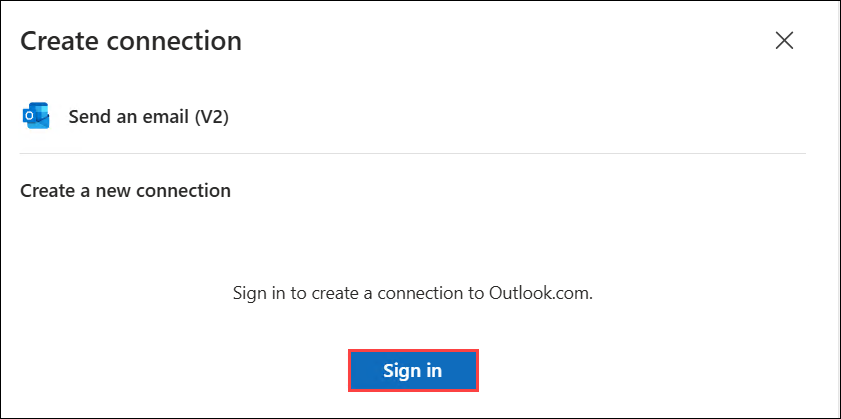 Create connection
Send an email (V2)
Create a new connection
Sign in to create a connection to Outlook.com.
Sign in